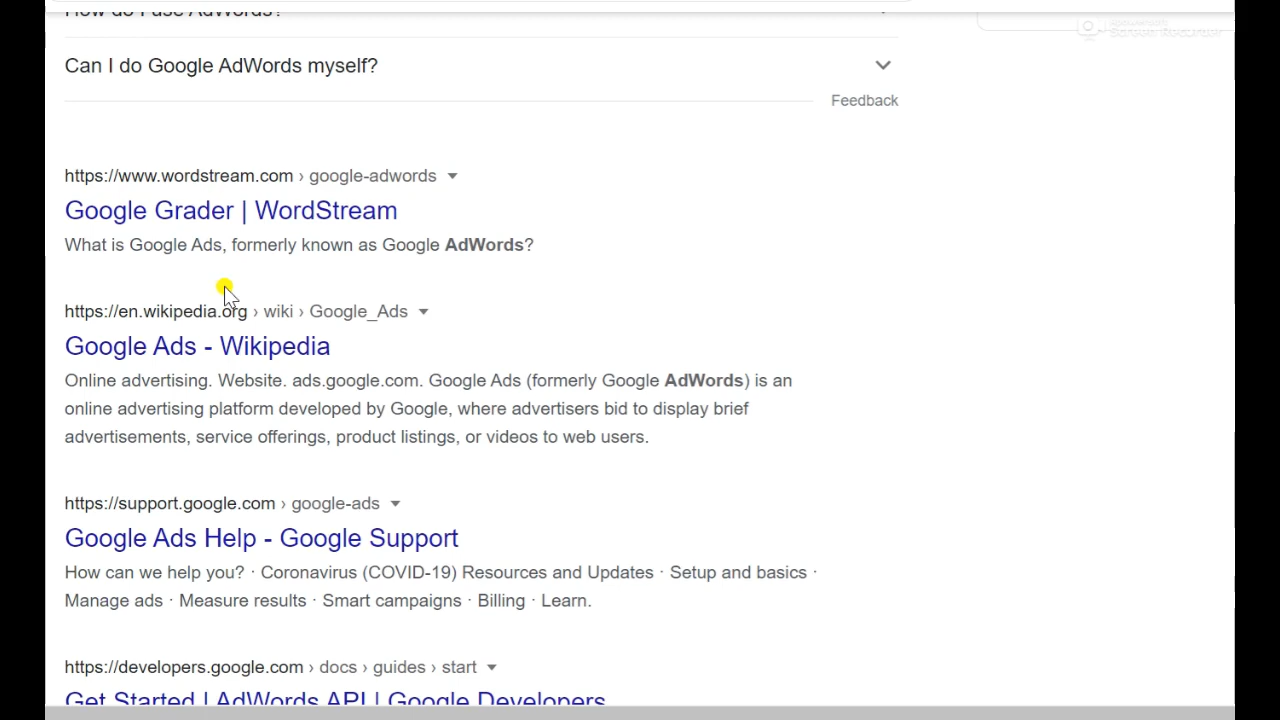 How do I use AdWords?
Can I do Google AdWords myself?
Feedback
https://www.wordstream.com › google-adwords
Google Grader | WordStream
What is Google Ads, formerly known as Google AdWords?
https://en.wikipedia.org › wiki › Google_Ads
Google Ads - Wikipedia
Online advertising. Website. ads.google.com. Google Ads (formerly Google AdWords) is an
online advertising platform developed by Google, where advertisers bid to display brief
advertisements, service offerings, product listings, or videos to web users.
https://support.google.com › google-ads
Google Ads Help - Google Support
How can we help you? · Coronavirus (COVID-19) Resources and Updates · Setup and basics ·
Manage ads · Measure results · Smart campaigns · Billing · Learn.
https://developers.google.com › docs › guides › start
Get Started | AdWords API | Google Developers
Screen Recorder